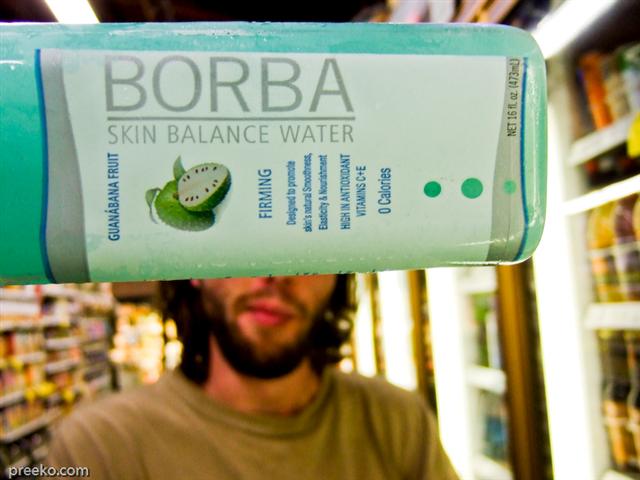 BORBA
SKIN BALANCE WATER
GUANÁBANA FRUIT
FIRMING
Designed to promote
skin's natural Smoothness,
Elasticity & Nourishment
HIGH IN ANTIOXIDANT
VITAMINS C+E
0 Calories
NET 16 fl. oz. (473mL)
preeko.com